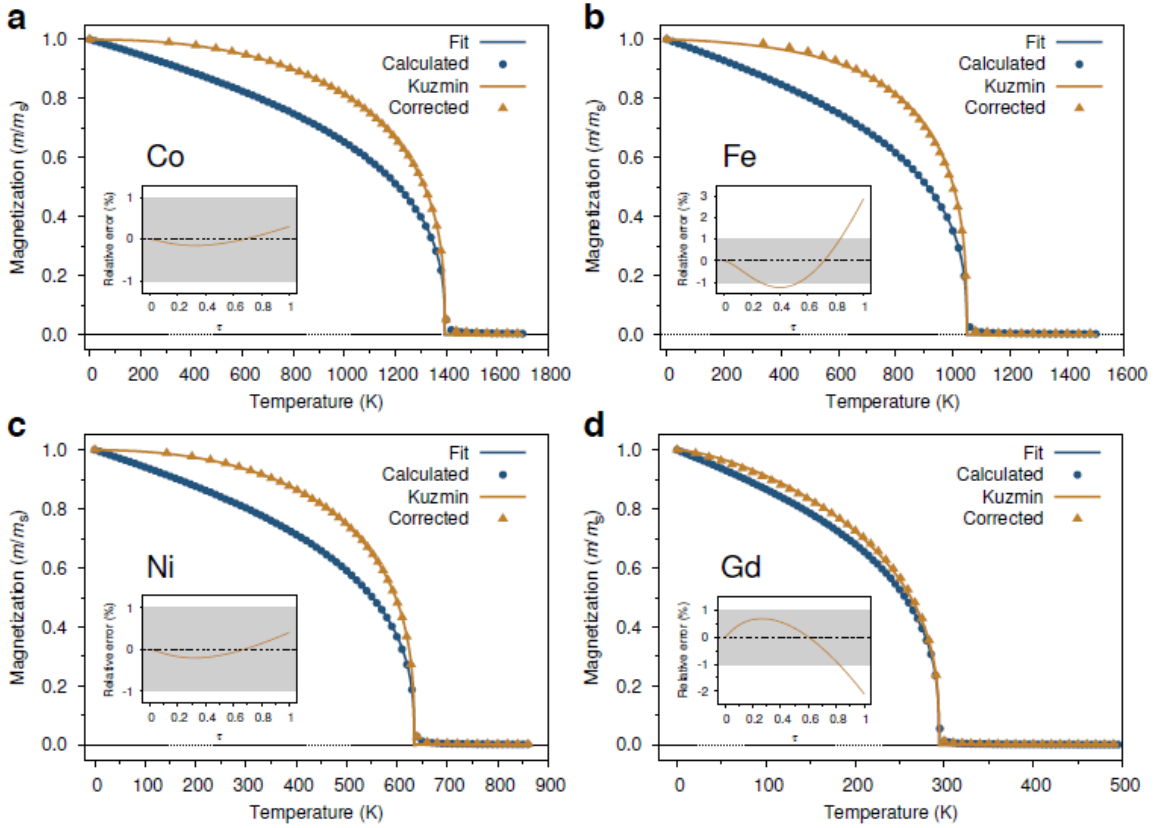 a
Fit
Calculated
Kuzmin
Corrected
Co
Magnetization (m/ms)
1.0
0.8
0.6
0.4
0.2
0.0
Relative error (%)
1
0
-1
0 0.2 0.4 0.6 0.8 1
τ
0 200 400 600 800 1000 1200 1400 1600 1800
Temperature (K)
b
Fit
Calculated
Kuzmin
Corrected
Fe
Magnetization (m/ms)
1.0
0.8
0.6
0.4
0.2
0.0
Relative error (%)
3
2
1
0
-1
0 0.2 0.4 0.6 0.8 1
τ
0 200 400 600 800 1000 1200 1400 1600
Temperature (K)
c
Fit
Calculated
Kuzmin
Corrected
Ni
Magnetization (m/ms)
1.0
0.8
0.6
0.4
0.2
0.0
Relative error (%)
1
0
-1
0 0.2 0.4 0.6 0.8 1
τ
0 100 200 300 400 500 600 700 800 900
Temperature (K)
d
Fit
Calculated
Kuzmin
Corrected
Gd
Magnetization (m/ms)
1.0
0.8
0.6
0.4
0.2
0.0
Relative error (%)
1
0
-1
-2
0 0.2 0.4 0.6 0.8 1
τ
0 100 200 300 400 500
Temperature (K)